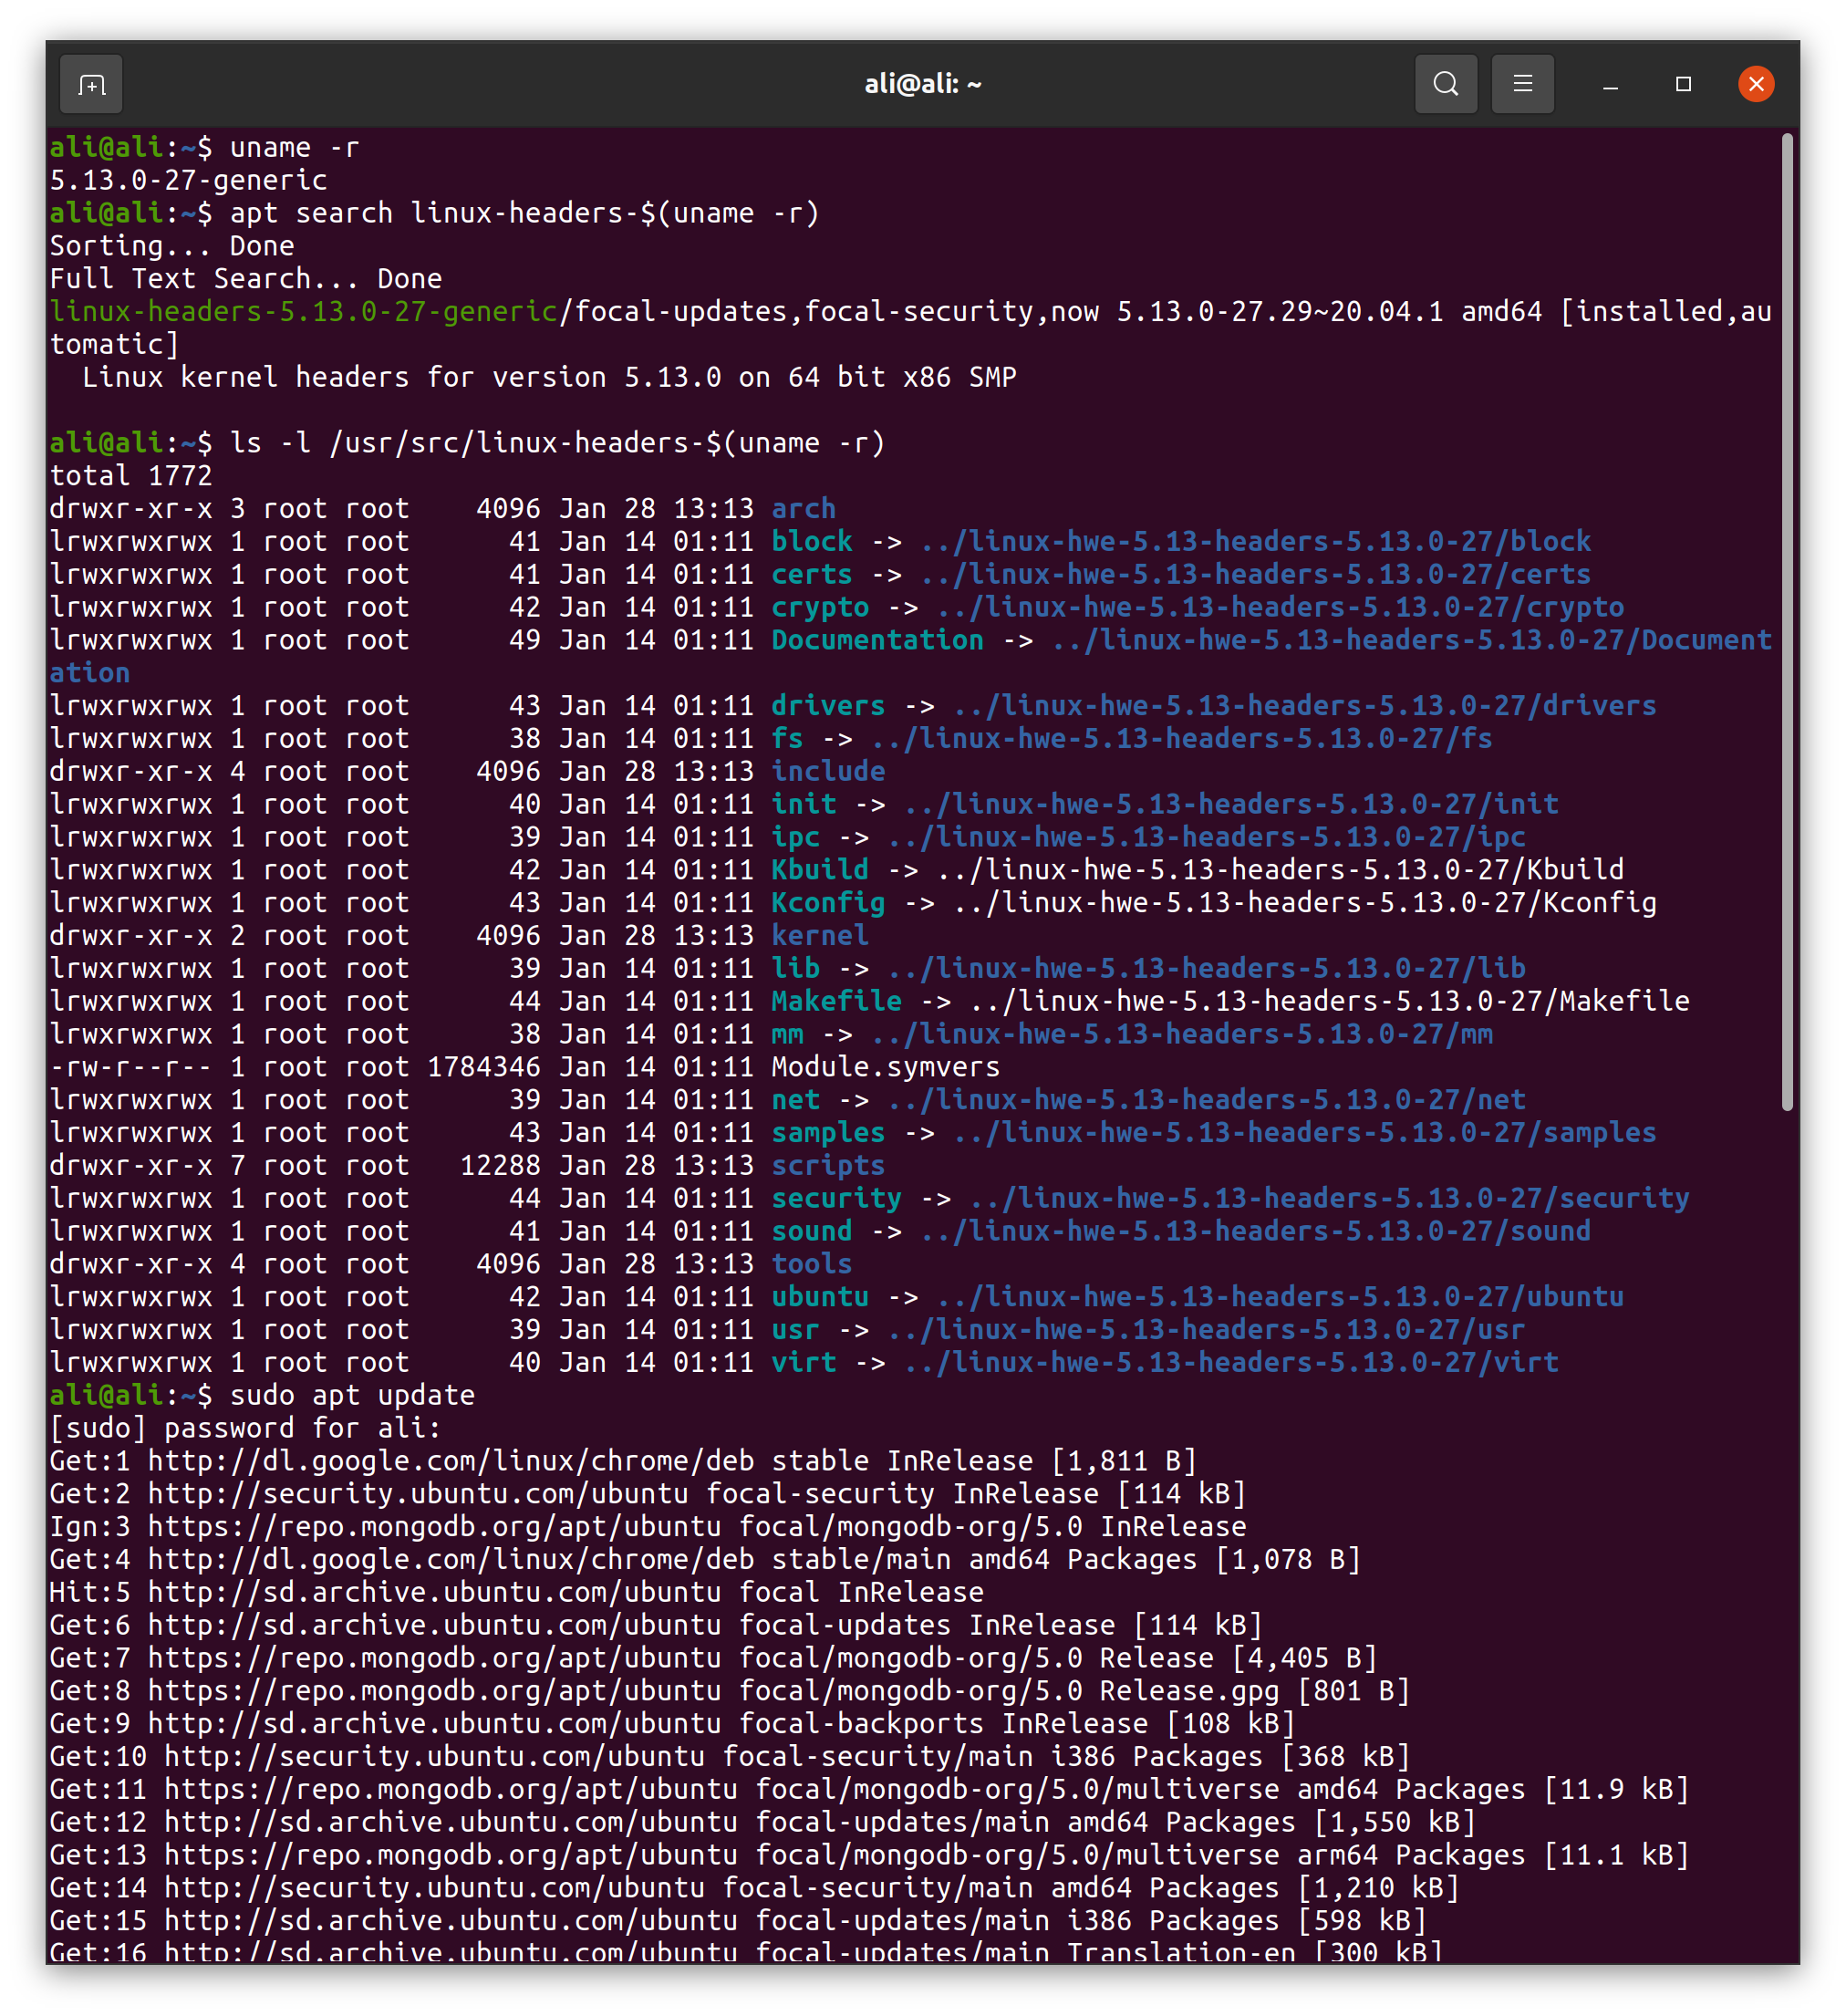 ali@ali: ~
ali@ali:~$ uname -r
5.13.0-27-generic
ali@ali:~$ apt search linux-headers-$(uname -r)
Sorting... Done
Full Text Search... Done
linux-headers-5.13.0-27-generic/focal-updates,focal-security,now 5.13.0-27.29~20.04.1 amd64 [installed,au
tomatic]
  Linux kernel headers for version 5.13.0 on 64 bit x86 SMP

ali@ali:~$ ls -l /usr/src/linux-headers-$(uname -r)
total 1772
drwxr-xr-x 3 root root    4096 Jan 28 13:13 arch
lrwxrwxrwx 1 root root      41 Jan 14 01:11 block -> ../linux-hwe-5.13-headers-5.13.0-27/block
lrwxrwxrwx 1 root root      41 Jan 14 01:11 certs -> ../linux-hwe-5.13-headers-5.13.0-27/certs
lrwxrwxrwx 1 root root      42 Jan 14 01:11 crypto -> ../linux-hwe-5.13-headers-5.13.0-27/crypto
lrwxrwxrwx 1 root root      49 Jan 14 01:11 Documentation -> ../linux-hwe-5.13-headers-5.13.0-27/Document
ation
lrwxrwxrwx 1 root root      43 Jan 14 01:11 drivers -> ../linux-hwe-5.13-headers-5.13.0-27/drivers
lrwxrwxrwx 1 root root      38 Jan 14 01:11 fs -> ../linux-hwe-5.13-headers-5.13.0-27/fs
drwxr-xr-x 4 root root    4096 Jan 28 13:13 include
lrwxrwxrwx 1 root root      40 Jan 14 01:11 init -> ../linux-hwe-5.13-headers-5.13.0-27/init
lrwxrwxrwx 1 root root      39 Jan 14 01:11 ipc -> ../linux-hwe-5.13-headers-5.13.0-27/ipc
lrwxrwxrwx 1 root root      42 Jan 14 01:11 Kbuild -> ../linux-hwe-5.13-headers-5.13.0-27/Kbuild
lrwxrwxrwx 1 root root      43 Jan 14 01:11 Kconfig -> ../linux-hwe-5.13-headers-5.13.0-27/Kconfig
drwxr-xr-x 2 root root    4096 Jan 28 13:13 kernel
lrwxrwxrwx 1 root root      39 Jan 14 01:11 lib -> ../linux-hwe-5.13-headers-5.13.0-27/lib
lrwxrwxrwx 1 root root      44 Jan 14 01:11 Makefile -> ../linux-hwe-5.13-headers-5.13.0-27/Makefile
lrwxrwxrwx 1 root root      38 Jan 14 01:11 mm -> ../linux-hwe-5.13-headers-5.13.0-27/mm
-rw-r--r-- 1 root root 1784346 Jan 14 01:11 Module.symvers
lrwxrwxrwx 1 root root      39 Jan 14 01:11 net -> ../linux-hwe-5.13-headers-5.13.0-27/net
lrwxrwxrwx 1 root root      43 Jan 14 01:11 samples -> ../linux-hwe-5.13-headers-5.13.0-27/samples
drwxr-xr-x 7 root root   12288 Jan 28 13:13 scripts
lrwxrwxrwx 1 root root      44 Jan 14 01:11 security -> ../linux-hwe-5.13-headers-5.13.0-27/security
lrwxrwxrwx 1 root root      41 Jan 14 01:11 sound -> ../linux-hwe-5.13-headers-5.13.0-27/sound
drwxr-xr-x 4 root root    4096 Jan 28 13:13 tools
lrwxrwxrwx 1 root root      42 Jan 14 01:11 ubuntu -> ../linux-hwe-5.13-headers-5.13.0-27/ubuntu
lrwxrwxrwx 1 root root      39 Jan 14 01:11 usr -> ../linux-hwe-5.13-headers-5.13.0-27/usr
lrwxrwxrwx 1 root root      40 Jan 14 01:11 virt -> ../linux-hwe-5.13-headers-5.13.0-27/virt
ali@ali:~$ sudo apt update
[sudo] password for ali:
Get:1 http://dl.google.com/linux/chrome/deb stable InRelease [1,811 B]
Get:2 http://security.ubuntu.com/ubuntu focal-security InRelease [114 kB]
Ign:3 https://repo.mongodb.org/apt/ubuntu focal/mongodb-org/5.0 InRelease
Get:4 http://dl.google.com/linux/chrome/deb stable/main amd64 Packages [1,078 B]
Hit:5 http://sd.archive.ubuntu.com/ubuntu focal InRelease
Get:6 http://sd.archive.ubuntu.com/ubuntu focal-updates InRelease [114 kB]
Get:7 https://repo.mongodb.org/apt/ubuntu focal/mongodb-org/5.0 Release [4,405 B]
Get:8 https://repo.mongodb.org/apt/ubuntu focal/mongodb-org/5.0 Release.gpg [801 B]
Get:9 http://sd.archive.ubuntu.com/ubuntu focal-backports InRelease [108 kB]
Get:10 http://security.ubuntu.com/ubuntu focal-security/main i386 Packages [368 kB]
Get:11 https://repo.mongodb.org/apt/ubuntu focal/mongodb-org/5.0/multiverse amd64 Packages [11.9 kB]
Get:12 http://sd.archive.ubuntu.com/ubuntu focal-updates/main amd64 Packages [1,550 kB]
Get:13 https://repo.mongodb.org/apt/ubuntu focal/mongodb-org/5.0/multiverse arm64 Packages [11.1 kB]
Get:14 http://security.ubuntu.com/ubuntu focal-security/main amd64 Packages [1,210 kB]
Get:15 http://sd.archive.ubuntu.com/ubuntu focal-updates/main i386 Packages [598 kB]
Get:16 http://sd.archive.ubuntu.com/ubuntu focal-updates/main Translation-en [300 kB]